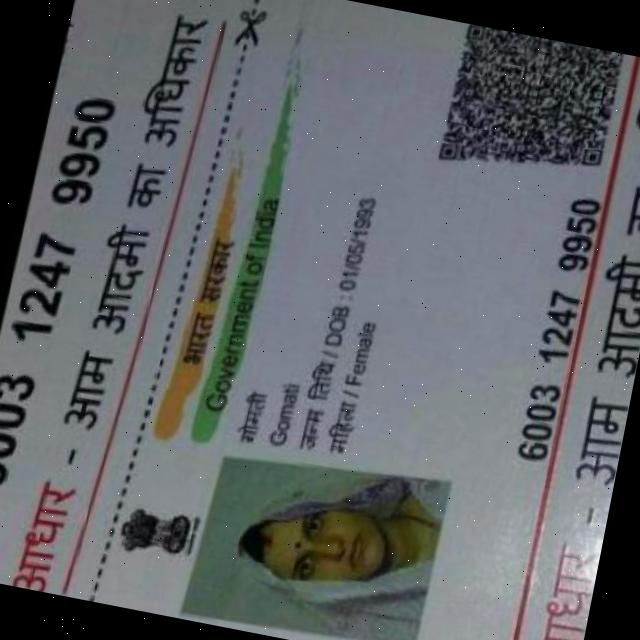 6003 1247 9950
आधार - आम आदमी का अधिकार
भारत सरकार
Government of India
गोमती
Gomati
जन्म तिथि / DOB : 01/05/1993
महिला / Female
6003 1247 9950
आधार - आम आदमी का